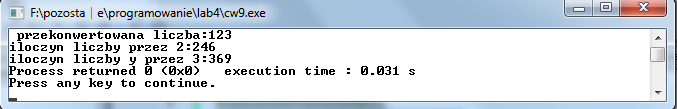 F:\pozosta | e\programowanie\lab4\cw9.exe
przekonwertowana liczba:123
iloczyn liczby przez 2:246
iloczyn liczby y przez 3:369
Process returned 0 (0x0)   execution time : 0.031 s
Press any key to continue.